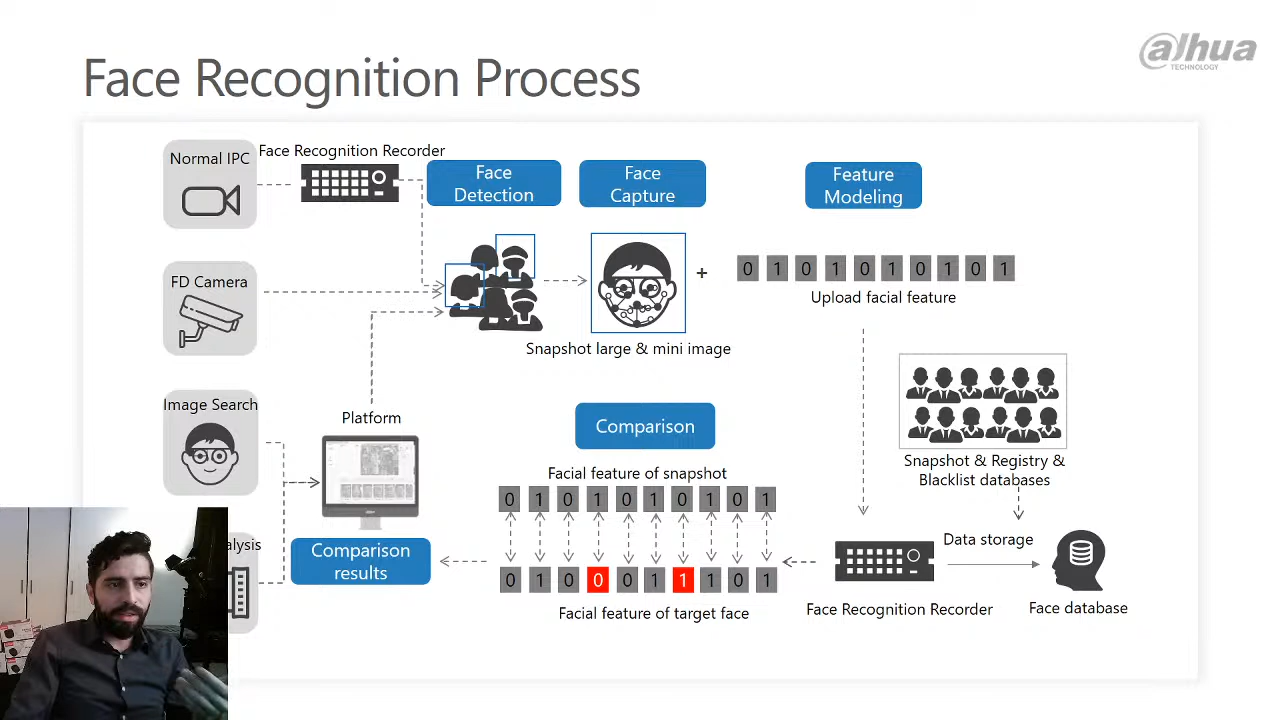 alhua
TECHNOLOGY
Face Recognition Process
Normal IPC
Face Recognition Recorder
Face
Detection
Face
Capture
Feature
Modeling
FD Camera
+
0 1 0 1 0 1 0 1 0 1
Upload facial feature
Snapshot large & mini image
Image Search
Platform
Comparison
Facial feature of snapshot
0 1 0 1 0 1 0 1 0 1
Snapshot & Registry &
Blacklist databases
Comparison
results
0 1 0 0 0 1 1 1 0 1
Facial feature of target face
Data storage
Face Recognition Recorder
Face database
alysis